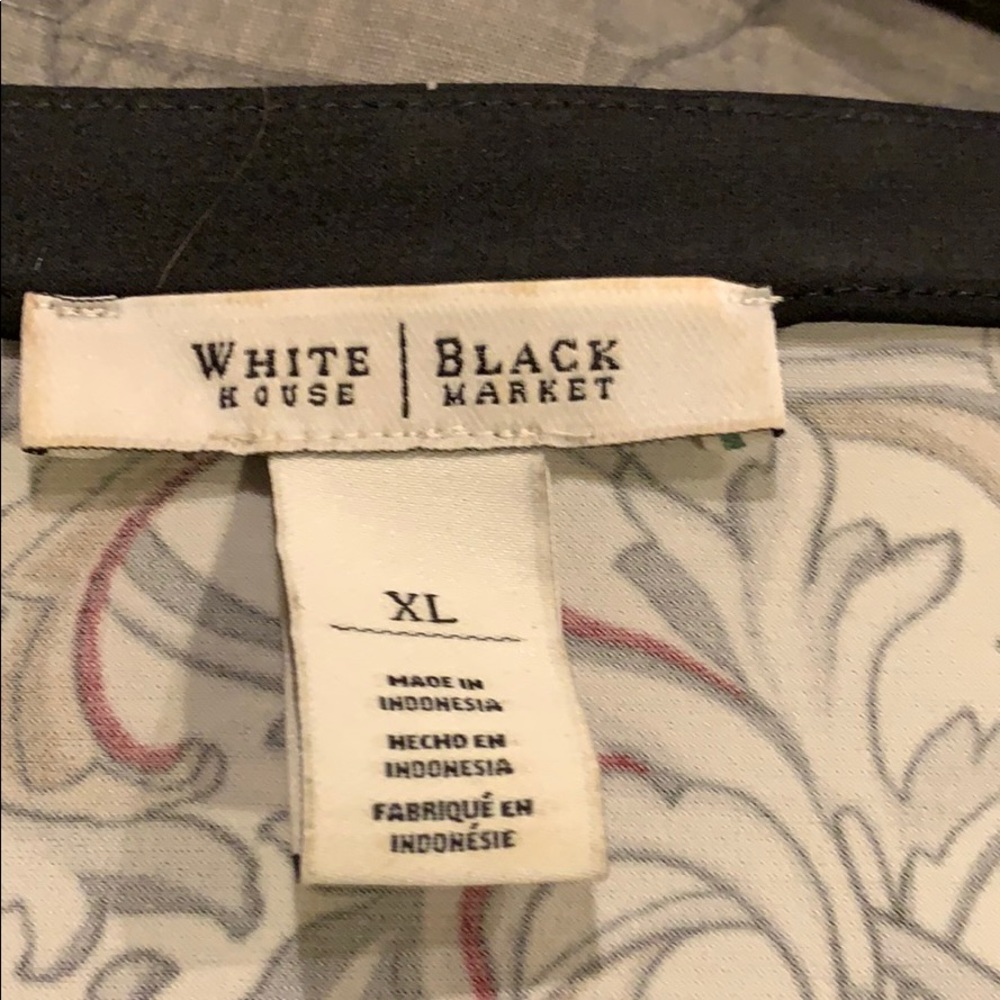 WHITE | BLACK
HOUSE | MARKET
XL
MADE IN
INDONESIA
HECHO EN
INDONESIA
FABRIQUÉ EN
INDONÉSIE